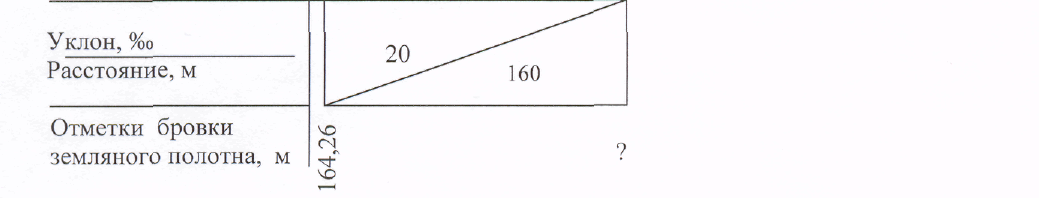 Уклон, ‰
20
Расстояние, м
160
Отметки бровки
земляного полотна, м
164,26
?